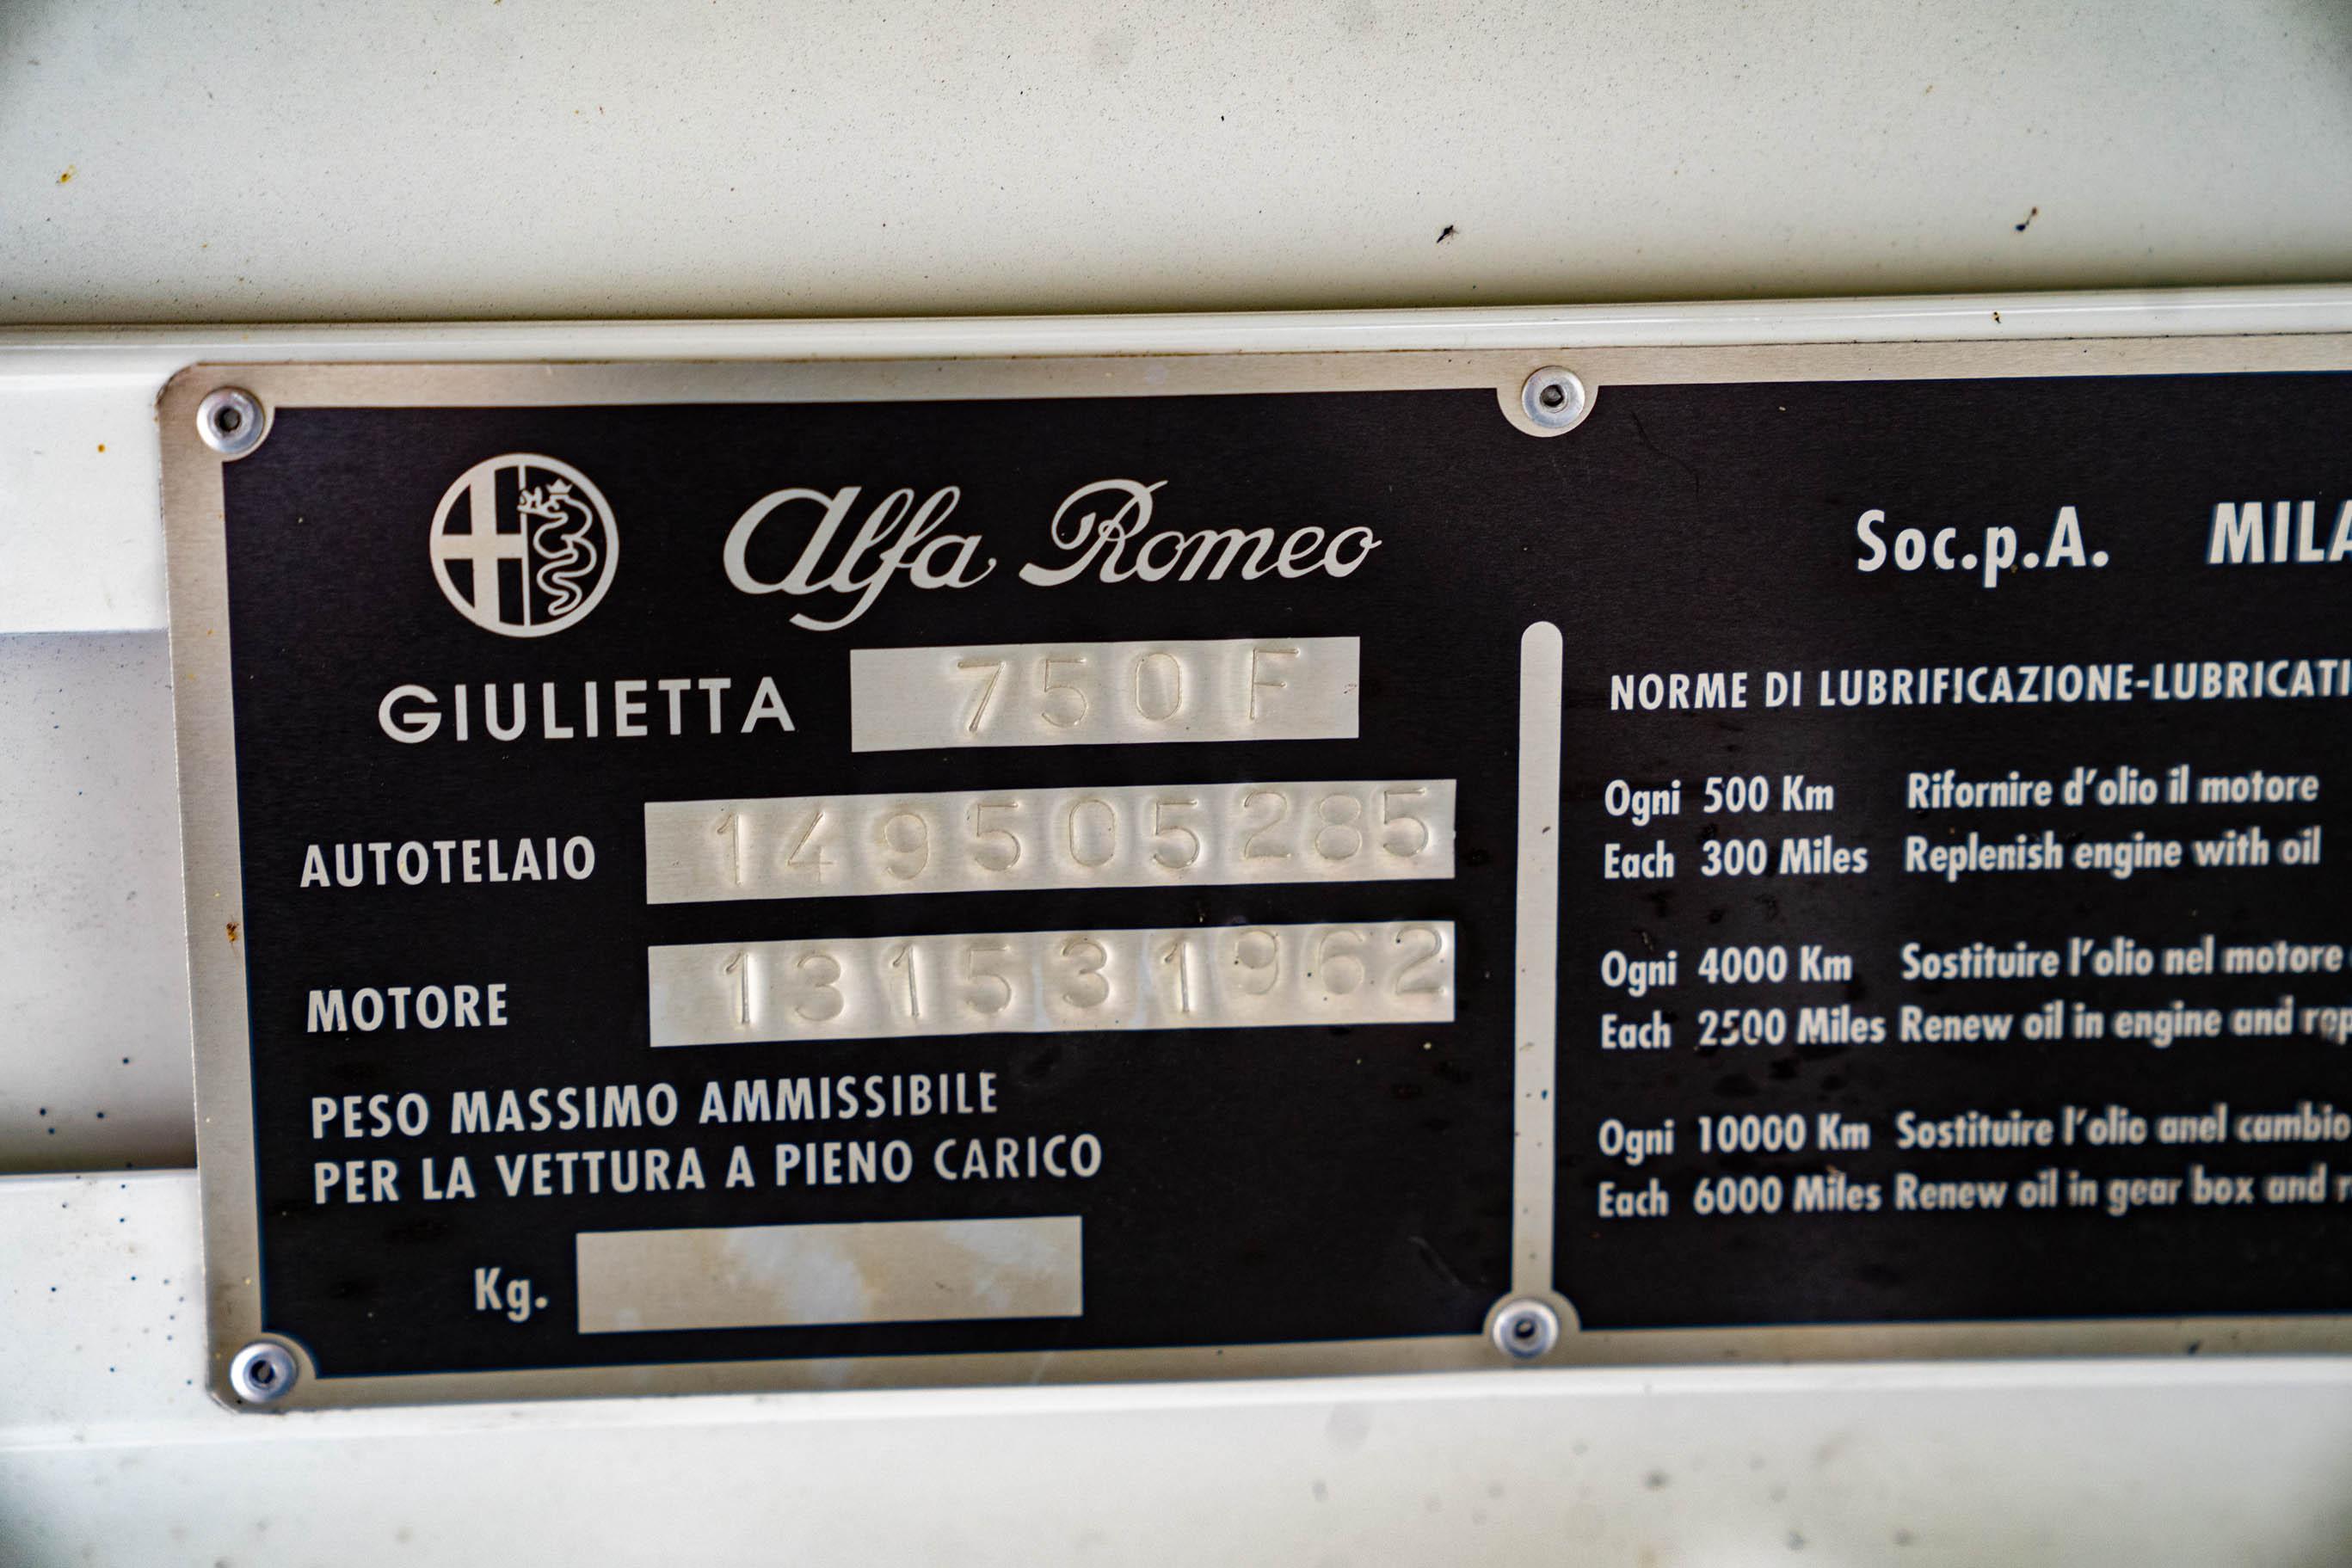 Alfa Romeo
GIULIETTA 750 F
AUTOTELAIO 149505285
MOTORE 131531962
PESO MASSIMO AMMISSIBILE
PER LA VETTURA A PIENO CARICO
Kg.
Soc.p.A. MILA
NORME DI LUBRIFICAZIONE-LUBRICATI
Ogni 500 Km Rifornire d'olio il motore
Each 300 Miles Replenish engine with oil
Ogni 4000 Km Sostituire l'olio nel motore
Each 2500 Miles Renew oil in engine and rep
Ogni 10000 Km Sostituire l'olio anel cambio
Each 6000 Miles Renew oil in gear box and r